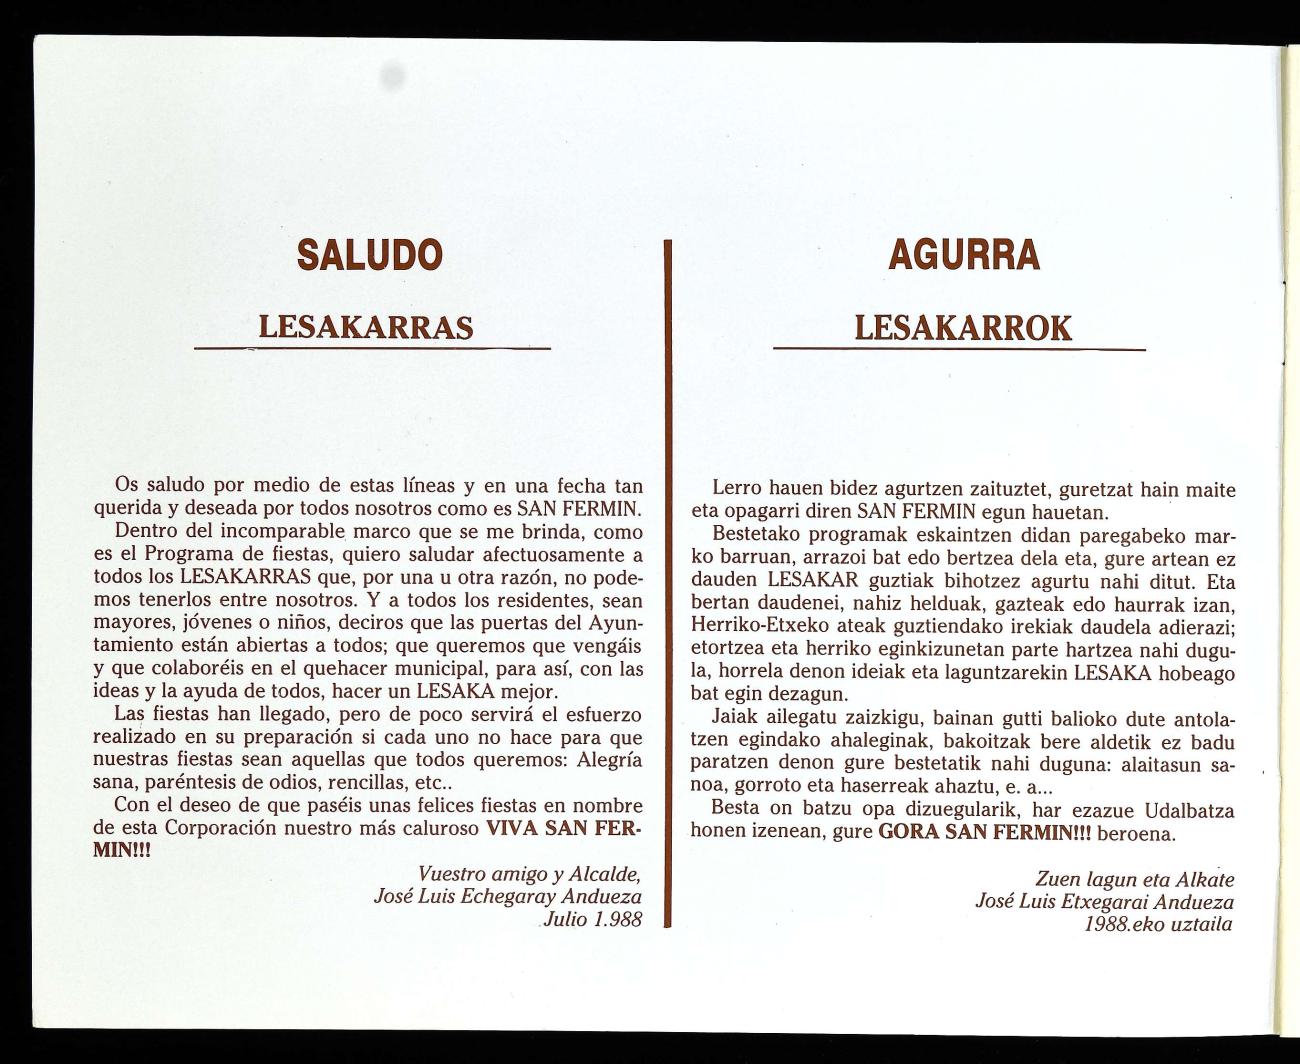 SALUDO
LESAKARRAS
Os saludo por medio de estas líneas y en una fecha tan
querida y deseada por todos nosotros como es SAN FERMIN.
Dentro del incomparable marco que se me brinda, como
es el Programa de fiestas, quiero saludar afectuosamente a
todos los LESAKARRAS que, por una u otra razón, no pode-
mos tenerlos entre nosotros. Y a todos los residentes, sean
mayores, jóvenes o niños, deciros que las puertas del Ayun-
tamiento están abiertas a todos; que queremos que vengáis
y que colaboréis en el quehacer municipal, para así, con las
ideas y la ayuda de todos, hacer un LESAKA mejor.
Las fiestas han llegado, pero de poco servirá el esfuerzo
realizado en su preparación si cada uno no hace para que
nuestras fiestas sean aquellas que todos queremos: Alegría
sana, paréntesis de odios, rencillas, etc..
Con el deseo de que paséis unas felices fiestas en nombre
de esta Corporación nuestro más caluroso VIVA SAN FER-
MIN!!!
Vuestro amigo y Alcalde,
José Luis Echegaray Andueza
Julio 1.988
AGURRA
LESAKARROK
Lerro hauen bidez agurtzen zaituztet, guretzat hain maite
eta opagarri diren SAN FERMIN egun hauetan.
Bestetako programak eskaintzen didan paregabeko mar-
ko barruan, arrazoi bat edo bertzea dela eta, gure artean ez
dauden LESAKAR guztiak bihotzez agurtu nahi ditut. Eta
bertan daudenei, nahiz helduak, gazteak edo haurrak izan,
Herriko-Etxeko ateak guztiendako irekiak daudela adierazi;
etortzea eta herriko eginkizunetan parte hartzea nahi dugu-
la, horrela denon ideiak eta laguntzarekin LESAKA hobeago
bat egin dezagun.
Jaiak ailegatu zaizkigu, bainan gutti balioko dute antola-
tzen egindako ahaleginak, bakoitzak bere aldetik ez badu
paratzen denon gure bestetatik nahi duguna: alaitasun sa-
noa, gorroto eta haserreak ahaztu, e. a...
Besta on batzu opa dizuegularik, har ezazue Udalbatza
honen izenean, gure GORA SAN FERMIN!!! beroena.
Zuen lagun eta Alkate
José Luis Etxegarai Andueza
1988.eko uztaila